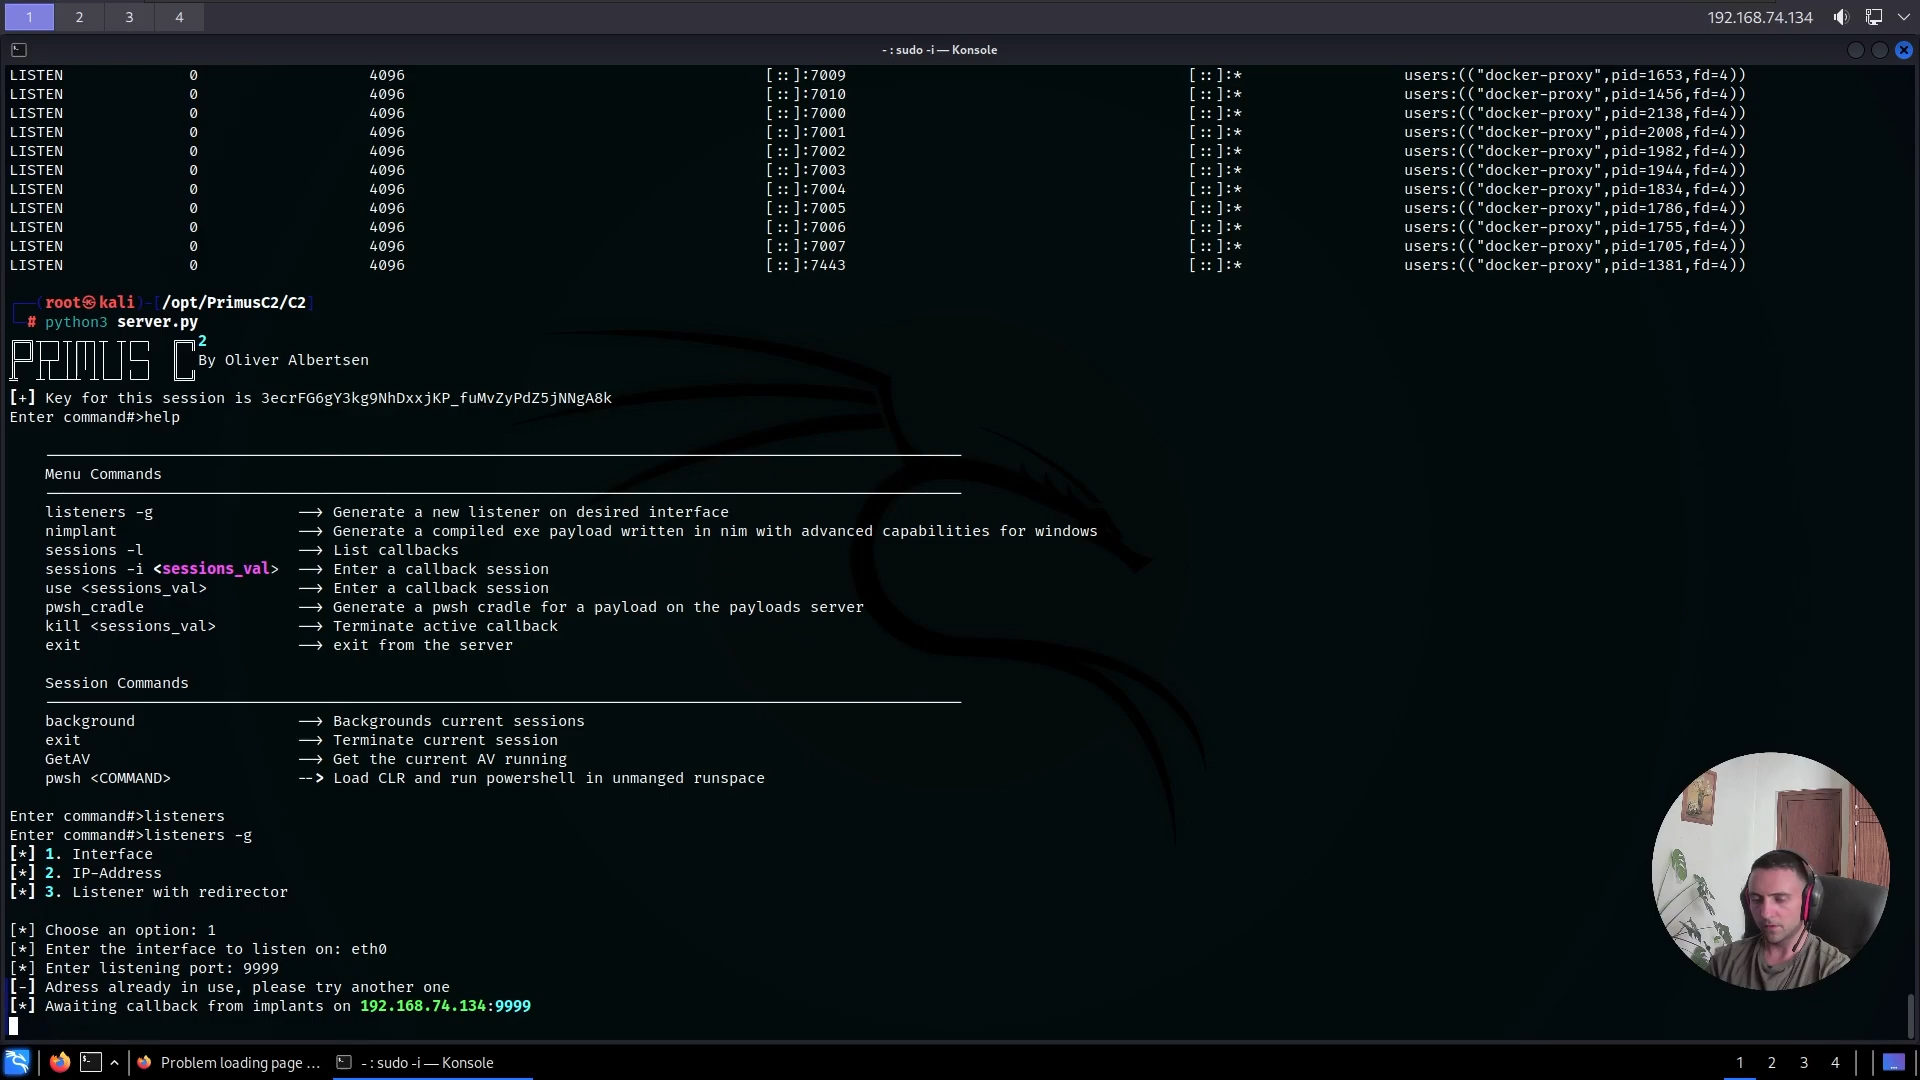 1 2 3 4 192.168.74.134
- : sudo -i — Konsole
LISTEN 0 4096 [::]:7009 [::]:* users:(("docker-proxy",pid=1653,fd=4))
LISTEN 0 4096 [::]:7010 [::]:* users:(("docker-proxy",pid=1456,fd=4))
LISTEN 0 4096 [::]:7000 [::]:* users:(("docker-proxy",pid=2138,fd=4))
LISTEN 0 4096 [::]:7001 [::]:* users:(("docker-proxy",pid=2008,fd=4))
LISTEN 0 4096 [::]:7002 [::]:* users:(("docker-proxy",pid=1982,fd=4))
LISTEN 0 4096 [::]:7003 [::]:* users:(("docker-proxy",pid=1944,fd=4))
LISTEN 0 4096 [::]:7004 [::]:* users:(("docker-proxy",pid=1834,fd=4))
LISTEN 0 4096 [::]:7005 [::]:* users:(("docker-proxy",pid=1786,fd=4))
LISTEN 0 4096 [::]:7006 [::]:* users:(("docker-proxy",pid=1755,fd=4))
LISTEN 0 4096 [::]:7007 [::]:* users:(("docker-proxy",pid=1705,fd=4))
LISTEN 0 4096 [::]:7443 [::]:* users:(("docker-proxy",pid=1381,fd=4))
┌──(root㉿kali)-[/opt/PrimusC2/C2]
└─# python3 server.py
PRIMUS C 2
By Oliver Albertsen
[+] Key for this session is 3ecrFG6gY3kg9NhDxxjKP_fuMvZyPdZ5jNNgA8k
Enter command#>help
Menu Commands
listeners -g --> Generate a new listener on desired interface
nimplant --> Generate a compiled exe payload written in nim with advanced capabilities for windows
sessions -l --> List callbacks
sessions -i <sessions_val> --> Enter a callback session
use <sessions_val> --> Enter a callback session
pwsh_cradle --> Generate a pwsh cradle for a payload on the payloads server
kill <sessions_val> --> Terminate active callback
exit --> exit from the server
Session Commands
background --> Backgrounds current sessions
exit --> Terminate current session
GetAV --> Get the current AV running
pwsh <COMMAND> --> Load CLR and run powershell in unmanged runspace
Enter command#>listeners
Enter command#>listeners -g
[*] 1. Interface
[*] 2. IP-Address
[*] 3. Listener with redirector
[*] Choose an option: 1
[*] Enter the interface to listen on: eth0
[*] Enter listening port: 9999
[-] Adress already in use, please try another one
[*] Awaiting callback from implants on 192.168.74.134:9999
Problem loading page ... - : sudo -i — Konsole 1 2 3 4